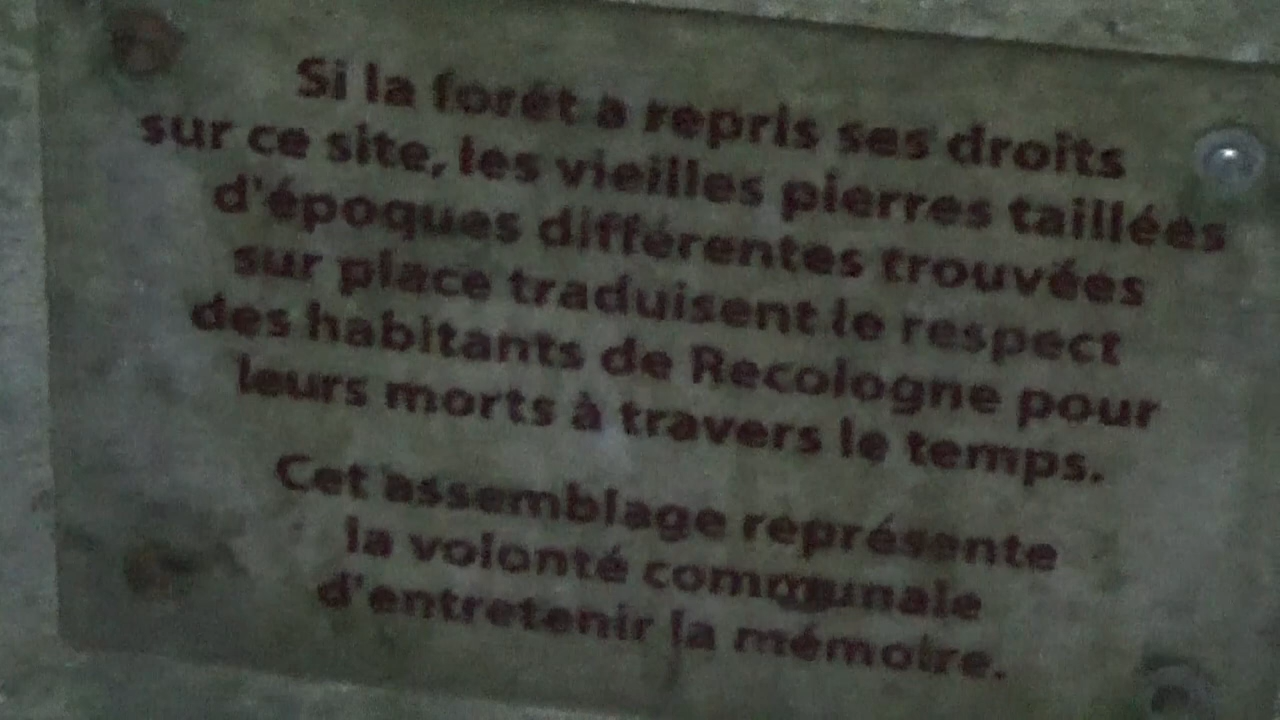 Si la forêt a repris ses droits
sur ce site, les vieilles pierres taillées
d'époques différentes trouvées
sur place traduisent le respect
des habitants de Recologne pour
leurs morts à travers le temps.
Cet assemblage représente
la volonté communale
d'entretenir la mémoire.